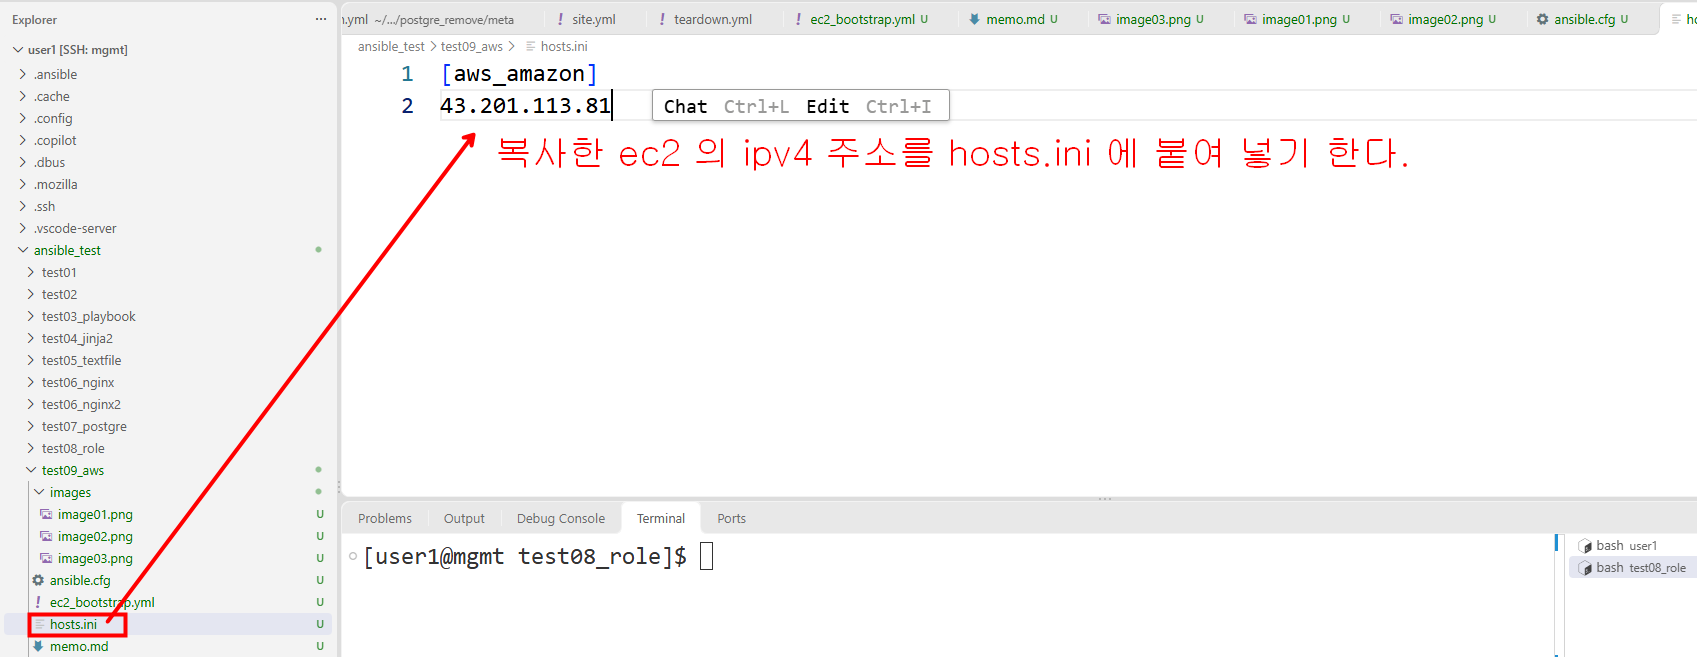 Explorer
user1 [SSH: mgmt]
.ansible
.cache
.config
.copilot
.dbus
.mozilla
.ssh
.vscode-server
ansible_test
test01
test02
test03_playbook
test04_jinja2
test05_textfile
test06_nginx
test06_nginx2
test07_postgre
test08_role
test09_aws
images
image01.png U
image02.png U
image03.png U
ansible.cfg U
ec2_bootstrap.yml U
hosts.ini U
memo.md U
n.yml ~/.../postgre_remove/meta ! site.yml ! teardown.yml ! ec2_bootstrap.yml U memo.md U image03.png U image01.png U image02.png U ansible.cfg U
ansible_test > test09_aws > hosts.ini
1 [aws_amazon]
2 43.201.113.81
Chat Ctrl+L Edit Ctrl+I
복사한 ec2 의 ipv4 주소를 hosts.ini 에 붙여 넣기 한다.
Problems Output Debug Console Terminal Ports
[user1@mgmt test08_role]$
bash user1
bash test08_role